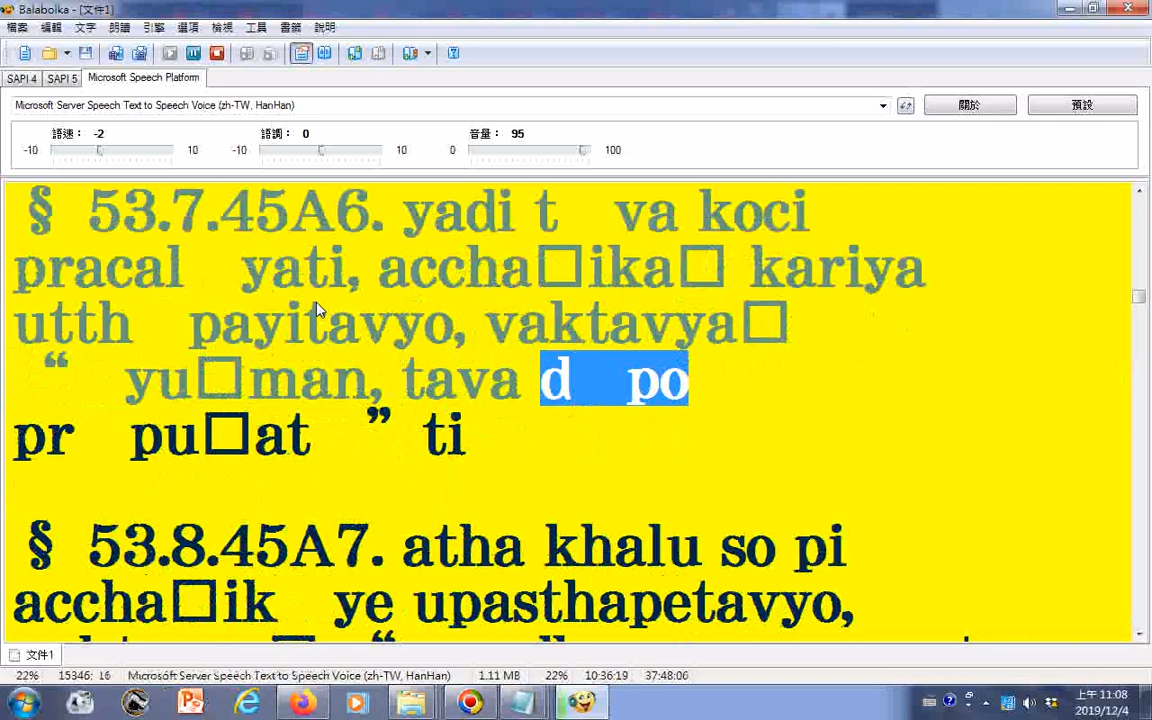 Balabolka - [文件1]
檔案 編輯 文字 朗讀 引擎 選項 檢視 工具 書籤 說明
SAPI 4 SAPI 5 Microsoft Speech Platform
Microsoft Server Speech Text to Speech Voice (zh-TW, HanHan) 關於 預設
語速： -2 語調： 0 音量： 95
-10 10 -10 10 0 100
§ 53.7.45A6. yadi t va koci
pracal yati, accha□ika□ kariya
utth payitavyo, vaktavya□
“ yu□man, tava d po
pr pu□at ” ti
§ 53.8.45A7. atha khalu so pi
accha□ik ye upasthapetavyo,
文件1
22% 15346: 16 Microsoft Server Speech Text to Speech Voice (zh-TW, HanHan) 1.11 MB 22% 10:36:19 37:48:06
上午 11:08
2019/12/4